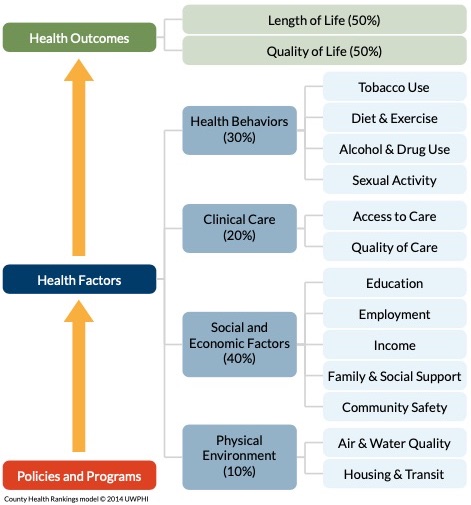 Health Outcomes
Length of Life (50%)
Quality of Life (50%)
Health Behaviors
(30%)
Tobacco Use
Diet & Exercise
Alcohol & Drug Use
Sexual Activity
Clinical Care
(20%)
Access to Care
Quality of Care
Health Factors
Social and
Economic Factors
(40%)
Education
Employment
Income
Family & Social Support
Community Safety
Physical
Environment
(10%)
Air & Water Quality
Housing & Transit
Policies and Programs
County Health Rankings model © 2014 UWPHI